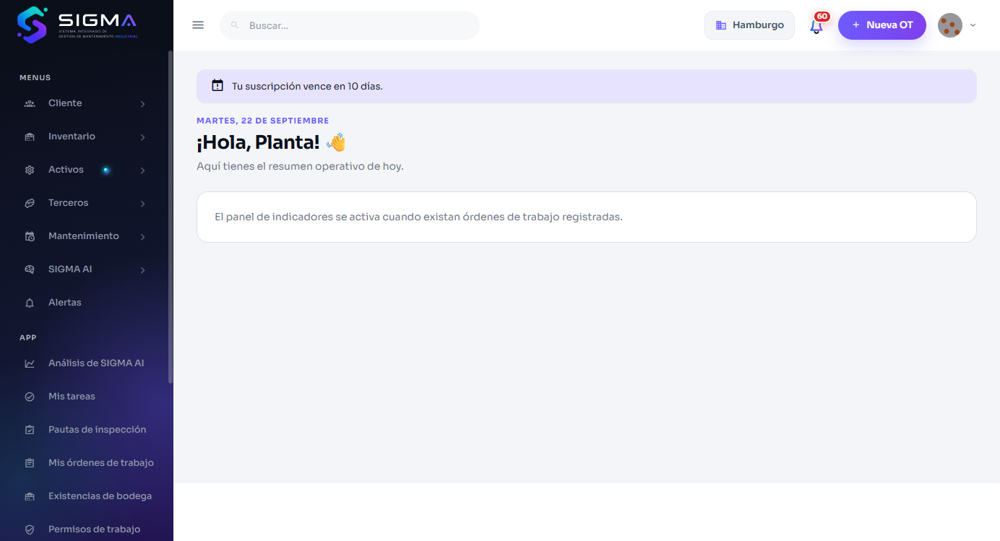 SIGMA
SISTEMA INTEGRADO DE
GESTION DE MANTENIMIENTO INDUSTRIAL
Buscar...
Hamburgo
60
+ Nueva OT
MENUS
Cliente
Inventario
Activos
Terceros
Mantenimiento
SIGMA AI
Alertas
APP
Análisis de SIGMA AI
Mis tareas
Pautas de inspección
Mis órdenes de trabajo
Existencias de bodega
Permisos de trabajo
Tu suscripción vence en 10 días.
MARTES, 22 DE SEPTIEMBRE
¡Hola, Planta! 👋
Aquí tienes el resumen operativo de hoy.
El panel de indicadores se activa cuando existan órdenes de trabajo registradas.